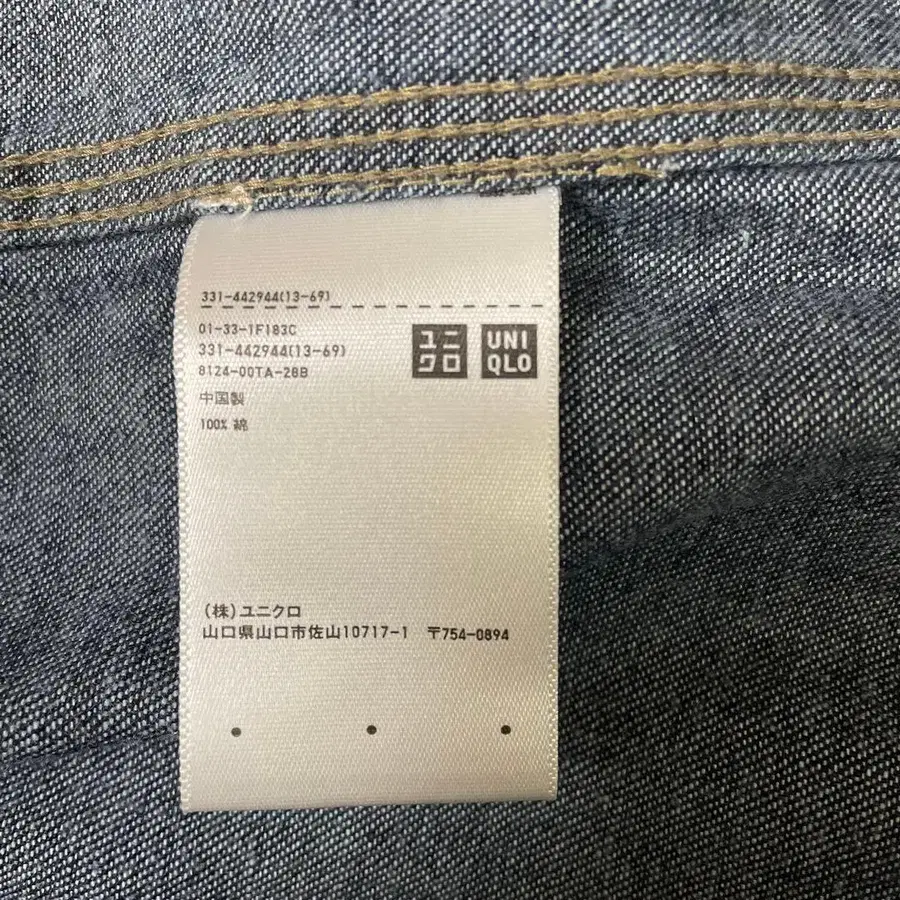 331-442944(13-69)
01-33-1F183C
331-442944(13-69)
8124-00TA-28B
ユニ
クロ
UNI
QLO
中国製
100% 綿
(株)ユニクロ
山口県山口市佐山10717-1 〒754-0894